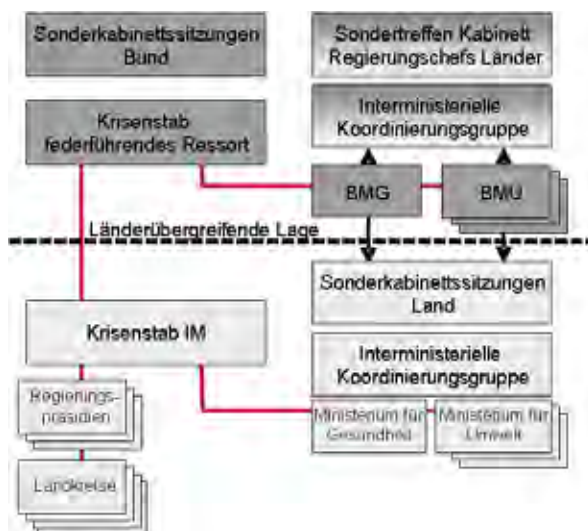 Sonderkabinettssitzungen
Bund
Sondertreffen Kabinett
Regierungschefs Länder
Krisenstab
federführendes Ressort
Interministerielle
Koordinierungsgruppe
BMG
BMU
Länderübergreifende Lage
Sonderkabinettssitzungen
Land
Krisenstab IM
Interministerielle
Koordinierungsgruppe
Regierungs-
präsidien
Ministerium für
Gesundheit
Ministerium für
Umwelt
Landkreise